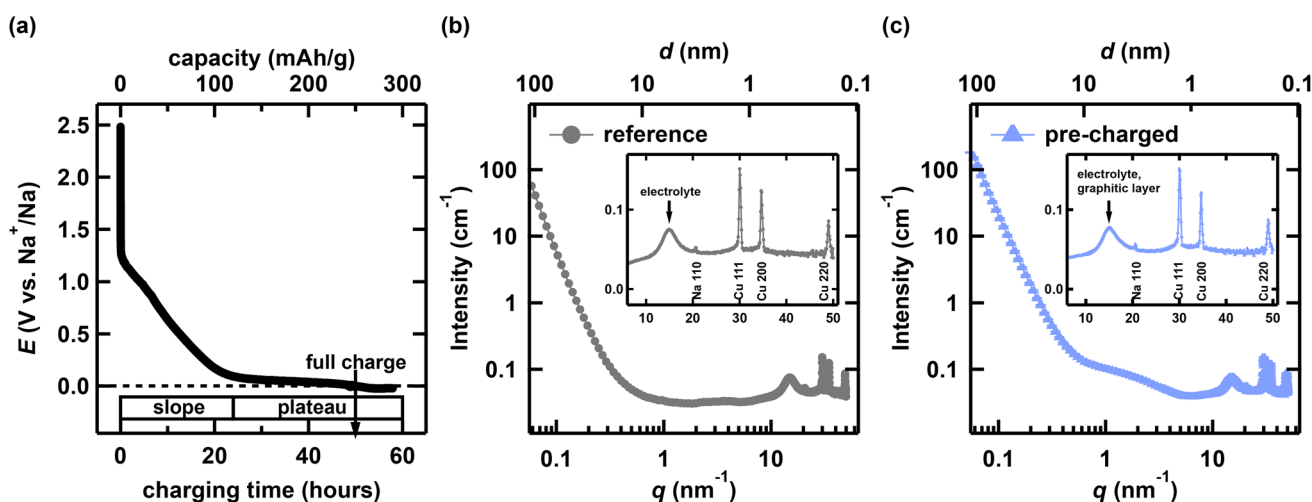 (a)
capacity (mAh/g)
0 100 200 300
E (V vs. Na⁺/Na)
2.5
2.0
1.5
1.0
0.5
0.0
full charge
slope plateau
0 20 40 60
charging time (hours)
(b)
d (nm)
100 10 1 0.1
reference
Intensity (cm⁻¹)
100
10
1
0.1
electrolyte
0.1
0.0
Na 110
Cu 111
Cu 200
Cu 220
10 20 30 40 50
0.1 1 10
q (nm⁻¹)
(c)
d (nm)
100 10 1 0.1
pre-charged
Intensity (cm⁻¹)
100
10
1
0.1
electrolyte,
graphitic layer
0.1
0.0
Na 110
Cu 111
Cu 200
Cu 220
10 20 30 40 50
0.1 1 10
q (nm⁻¹)